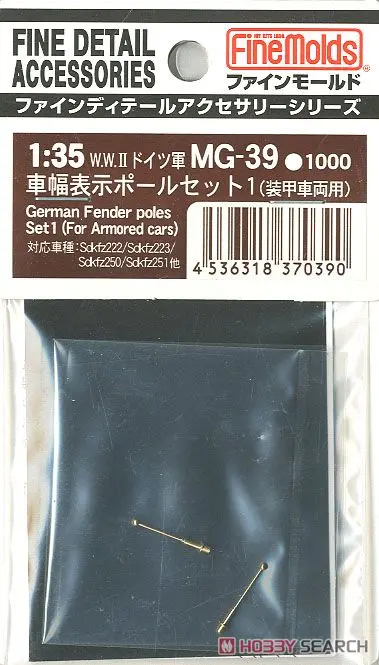 FINE DETAIL
ACCESSORIES
HOT KITS LINE
FineMolds
ファインモールド
ファインディテールアクセサリーシリーズ
1:35 W.W.II ドイツ軍 MG-39 ●1000
車幅表示ポールセット1(装甲車両用)
German Fender poles
Set1 (For Armored cars)
対応車種:Sdkfz222/Sdkfz223/
Sdkfz250/Sdkfz251他
4 536318 370390
HOBBY SEARCH